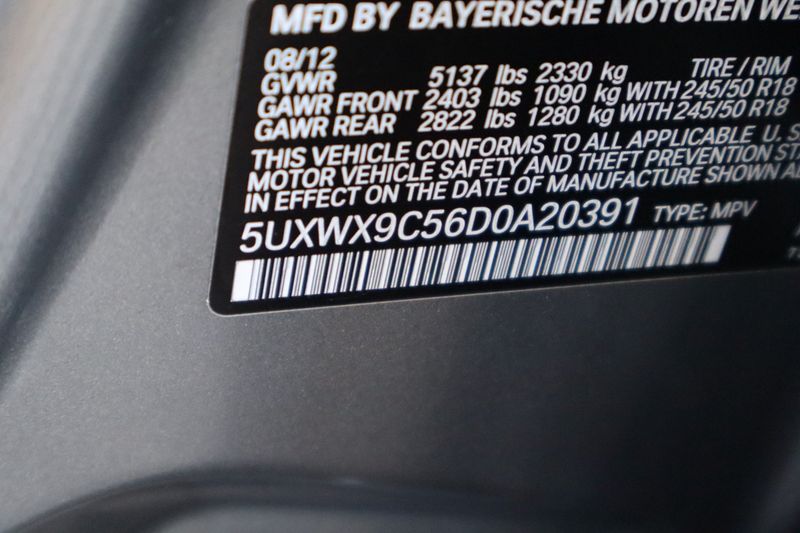 MFD BY BAYERISCHE MOTOREN WE
08/12
GVWR 5137 lbs 2330 kg TIRE / RIM
GAWR FRONT 2403 lbs 1090 kg WITH 245/50 R18
GAWR REAR 2822 lbs 1280 kg WITH 245/50 R18
THIS VEHICLE CONFORMS TO ALL APPLICABLE U. S
MOTOR VEHICLE SAFETY AND THEFT PREVENTION STA
IN EFFECT ON THE DATE OF MANUFACTURE SHOWN A
5UXWX9C56D0A20391 TYPE: MPV